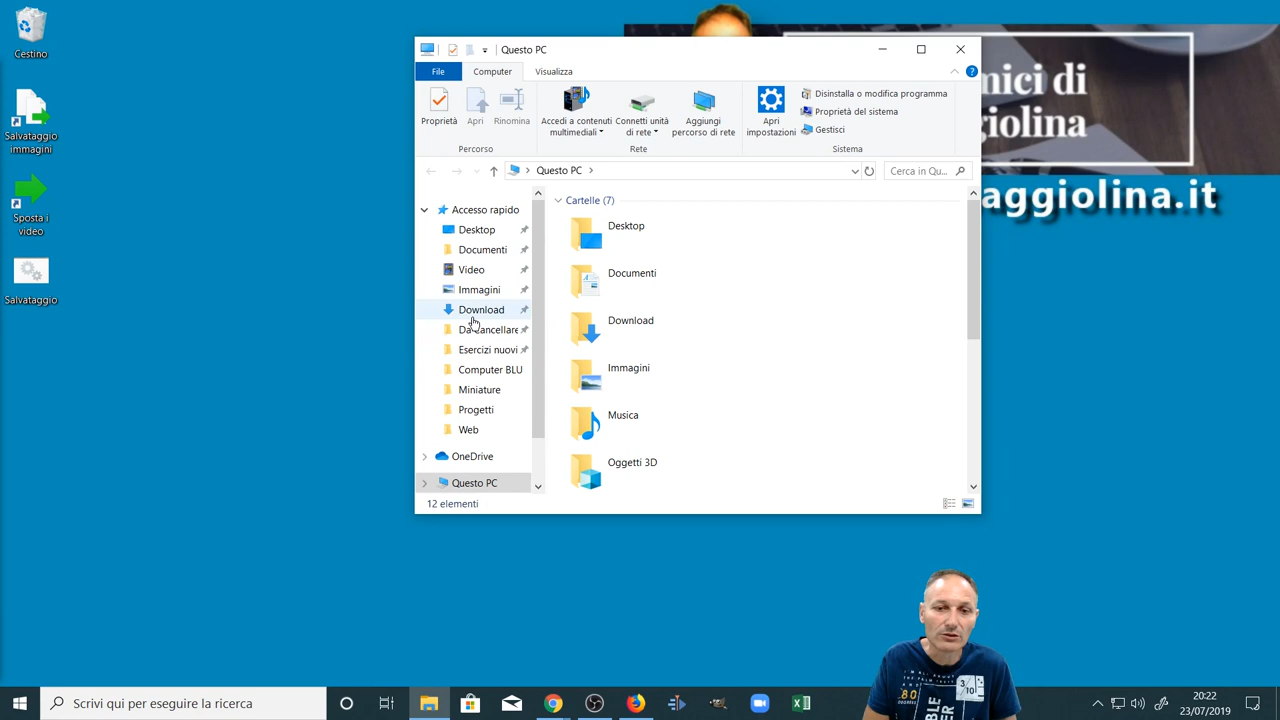 Cestino
Salvataggio
immagini
Sposta i
video
Salvataggio
Questo PC
File
Computer
Visualizza
Proprietà
Apri
Rinomina
Percorso
Accedi a contenuti
multimediali
Connetti unità
di rete
Aggiungi
percorso di rete
Rete
Apri
impostazioni
Disinstalla o modifica programma
Proprietà del sistema
Gestisci
Sistema
Questo PC
Cerca in Qu...
Accesso rapido
Desktop
Documenti
Video
Immagini
Download
Da cancellare
Esercizi nuovi
Computer BLU
Miniature
Progetti
Web
OneDrive
Questo PC
Cartelle (7)
Desktop
Documenti
Download
Immagini
Musica
Oggetti 3D
12 elementi
mici di
giolina
aggiolina.it
Scrivi qui per eseguire la ricerca
20:22
23/07/2019